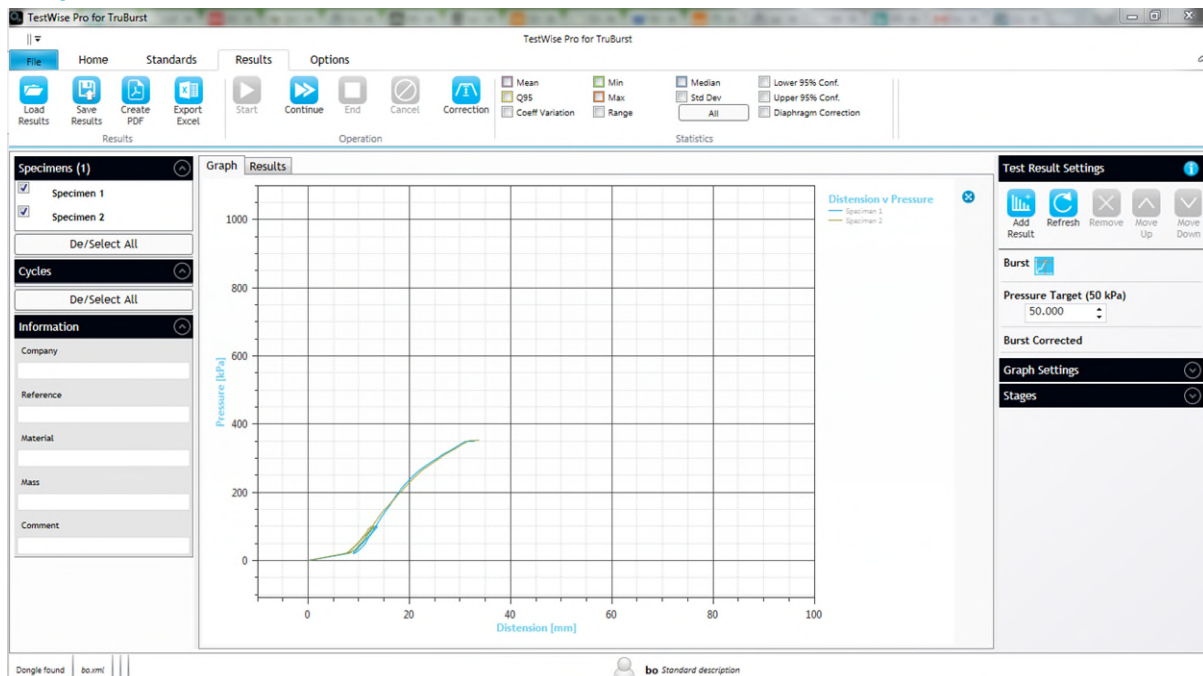 TestWise Pro for TruBurst
TestWise Pro for TruBurst
File Home Standards Results Options
Load Results
Save Results
Create PDF
Export Excel
Results
Start
Continue
End
Cancel
Correction
Operation
Mean
Q95
Coeff Variation
Min
Max
Range
Median
Std Dev
All
Lower 95% Conf.
Upper 95% Conf.
Diaphragm Correction
Statistics
Specimens (1)
Specimen 1
Specimen 2
De/Select All
Cycles
De/Select All
Information
Company
Reference
Material
Mass
Comment
Graph Results
1000
800
600
400
200
0
Pressure [kPa]
0 20 40 60 80 100
Distension [mm]
Distension v Pressure
Specimen 1
Specimen 2
Test Result Settings
Add Result
Refresh
Remove
Move Up
Move Down
Burst
Pressure Target (50 kPa)
50.000
Burst Corrected
Graph Settings
Stages
Dongle found bo.xml
bo Standard description